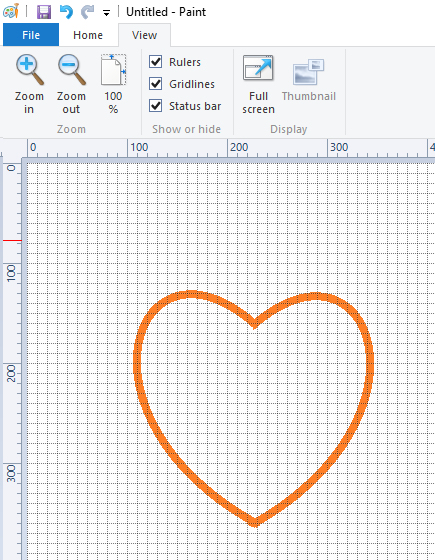 Untitled - Paint
File Home View
Zoom in Zoom out 100 %
Rulers
Gridlines
Status bar
Full screen Thumbnail
Zoom Show or hide Display
0 100 200 300 4
0
100
200
300